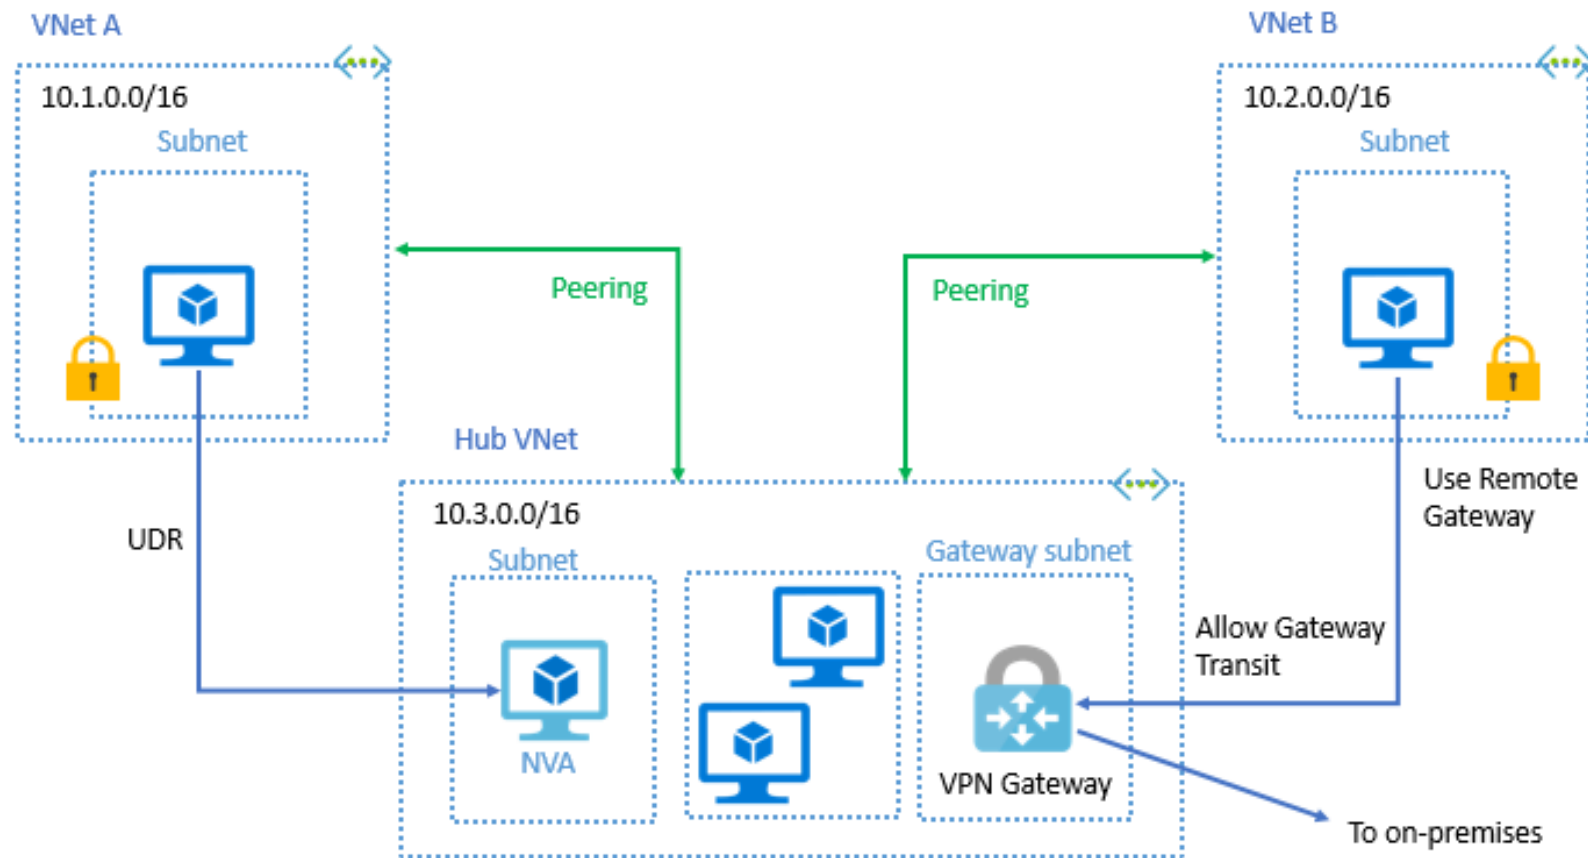 VNet A
VNet B
10.1.0.0/16
10.2.0.0/16
Subnet
Subnet
Peering
Peering
Hub VNet
Use Remote
Gateway
10.3.0.0/16
UDR
Subnet
Gateway subnet
Allow Gateway
Transit
NVA
VPN Gateway
To on-premises